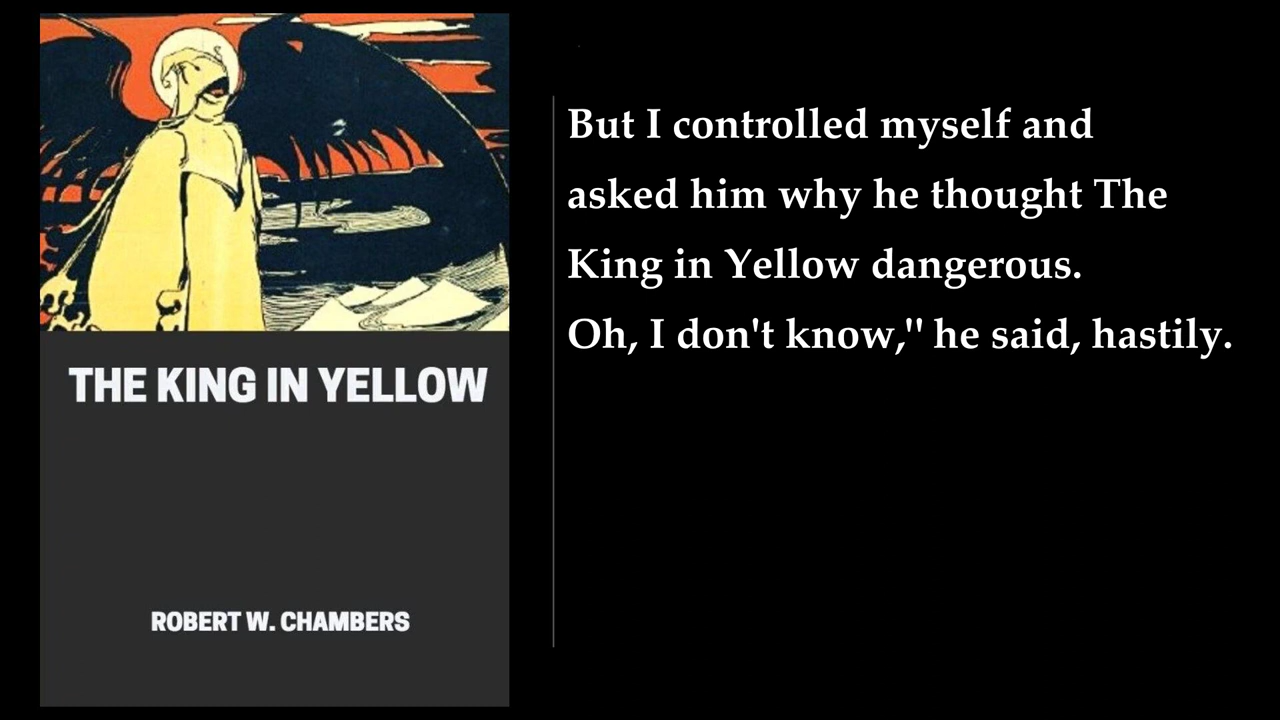 THE KING IN YELLOW
ROBERT W. CHAMBERS
But I controlled myself and
asked him why he thought The
King in Yellow dangerous.
Oh, I don't know," he said, hastily.